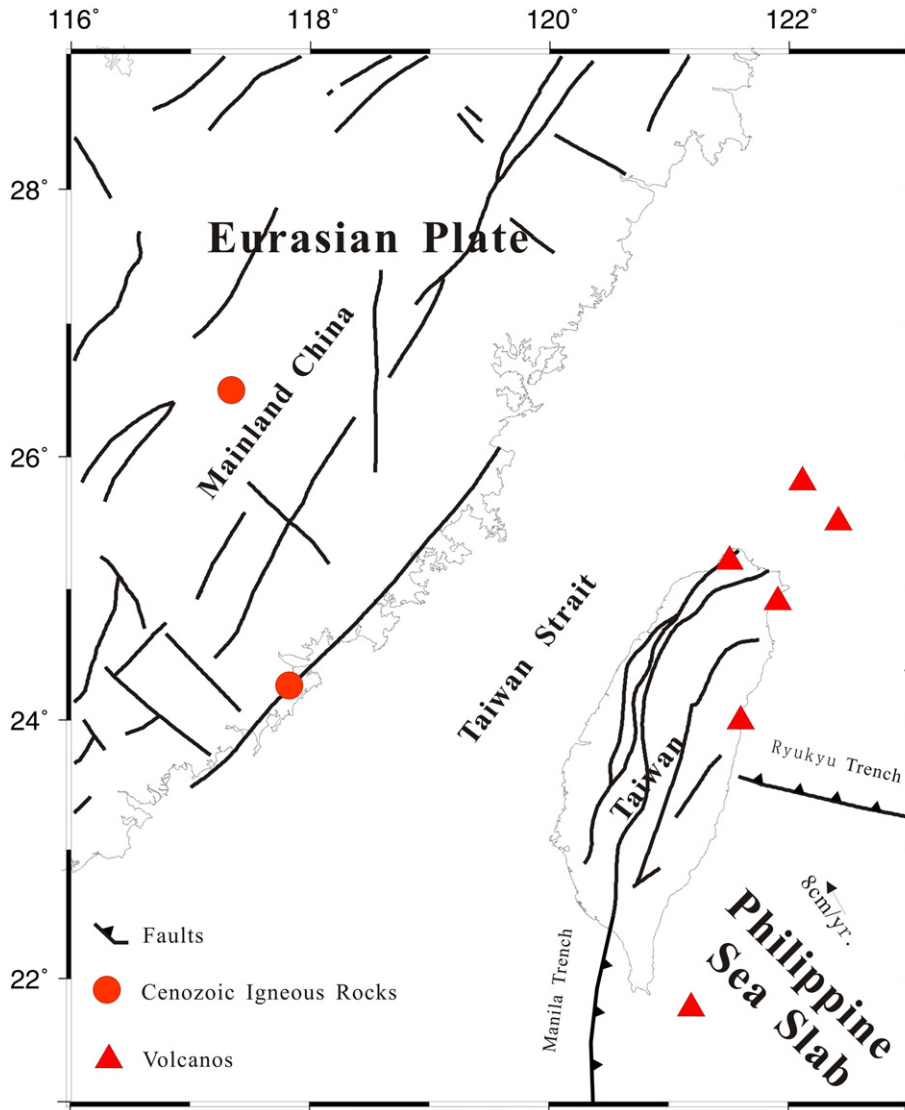 116°
118°
120°
122°
28°
26°
24°
22°
Eurasian Plate
Mainland China
Taiwan Strait
Taiwan
Ryukyu Trench
8cm/yr.
Philippine
Sea Slab
Manila Trench
Faults
Cenozoic Igneous Rocks
Volcanos